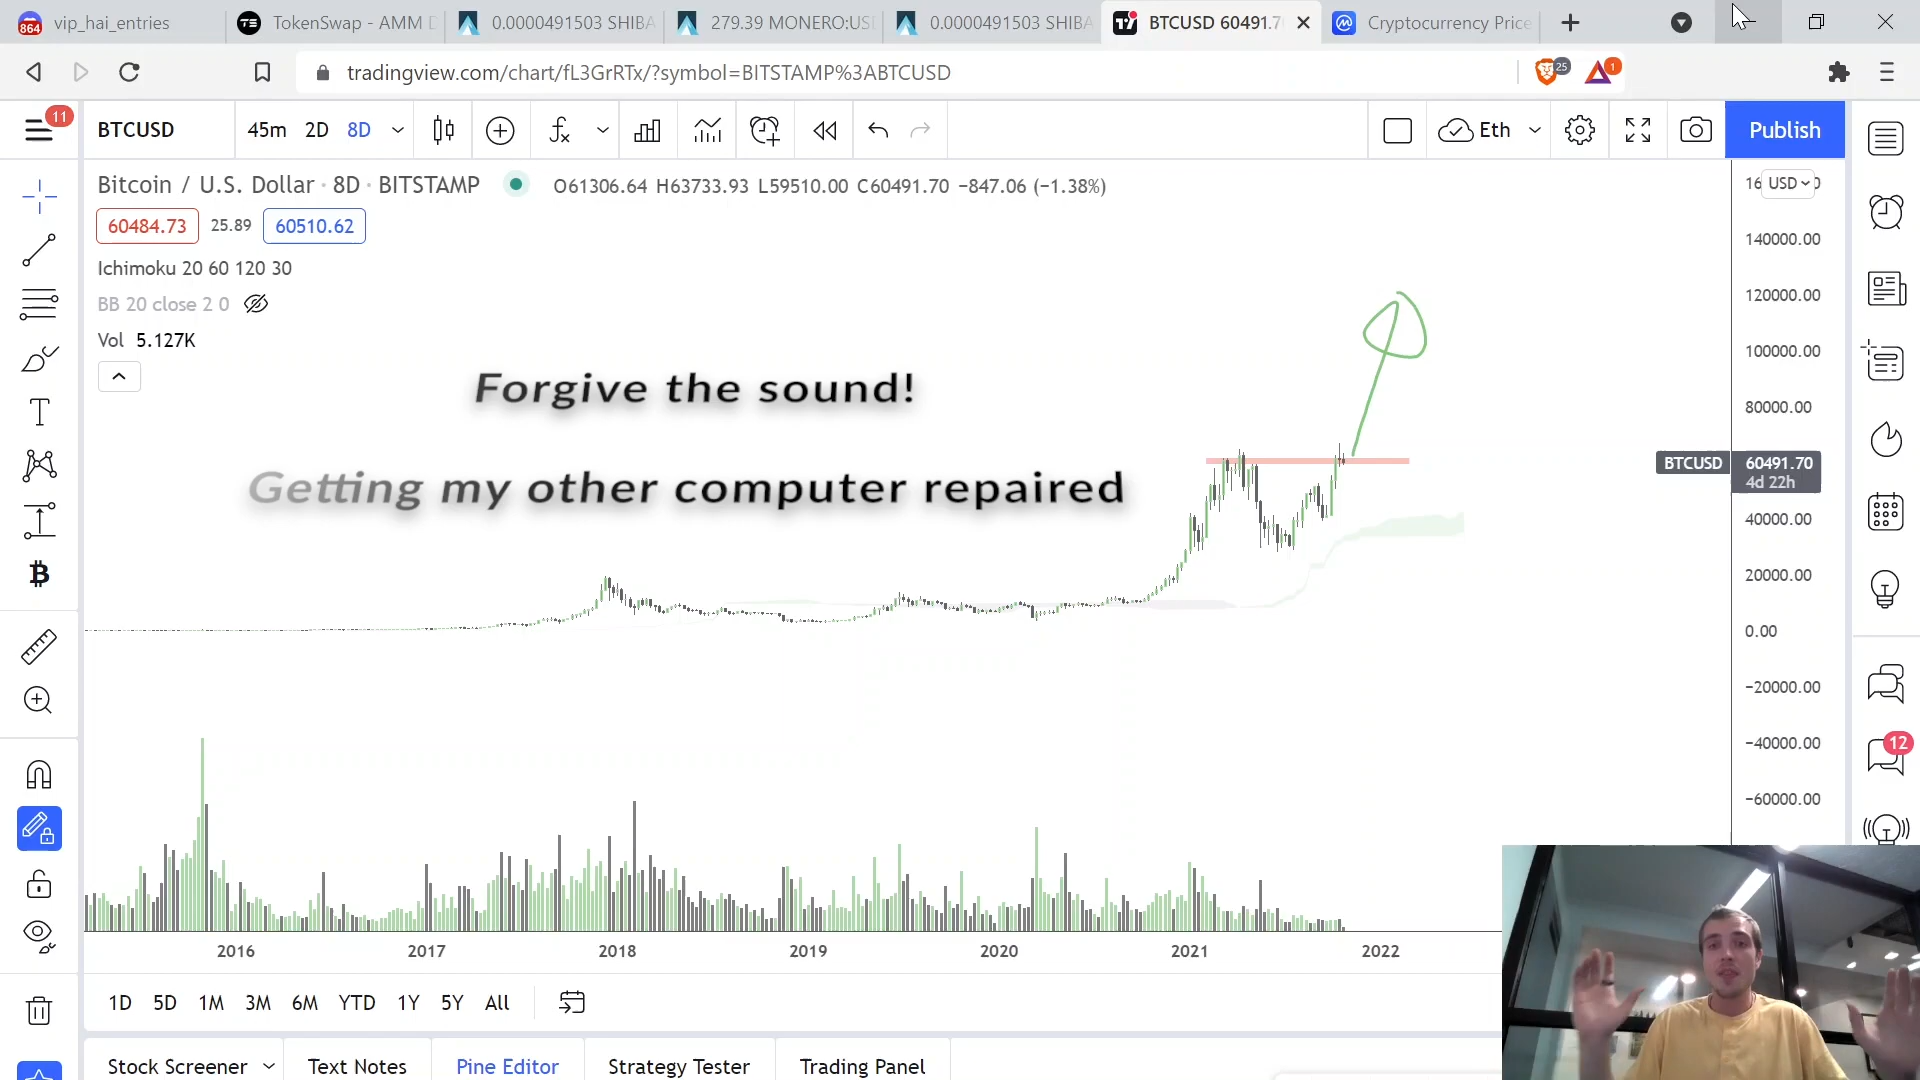 864 vip_hai_entries
TokenSwap - AMM D
0.0000491503 SHIBA
279.39 MONERO:USD
0.0000491503 SHIBA
BTCUSD 60491.7
Cryptocurrency Price
tradingview.com/chart/fL3GrRTx/?symbol=BITSTAMP%3ABTCUSD
25
1
11
BTCUSD
45m 2D 8D
Eth
Publish
Bitcoin / U.S. Dollar · 8D · BITSTAMP O61306.64 H63733.93 L59510.00 C60491.70 −847.06 (−1.38%)
60484.73 25.89 60510.62
Ichimoku 20 60 120 30
BB 20 close 2 0
Vol 5.127K
Forgive the sound!
Getting my other computer repaired
USD
140000.00
120000.00
100000.00
80000.00
BTCUSD 60491.70
4d 22h
40000.00
20000.00
0.00
−20000.00
−40000.00
−60000.00
12
2016 2017 2018 2019 2020 2021 2022
1D 5D 1M 3M 6M YTD 1Y 5Y All
Stock Screener Text Notes Pine Editor Strategy Tester Trading Panel